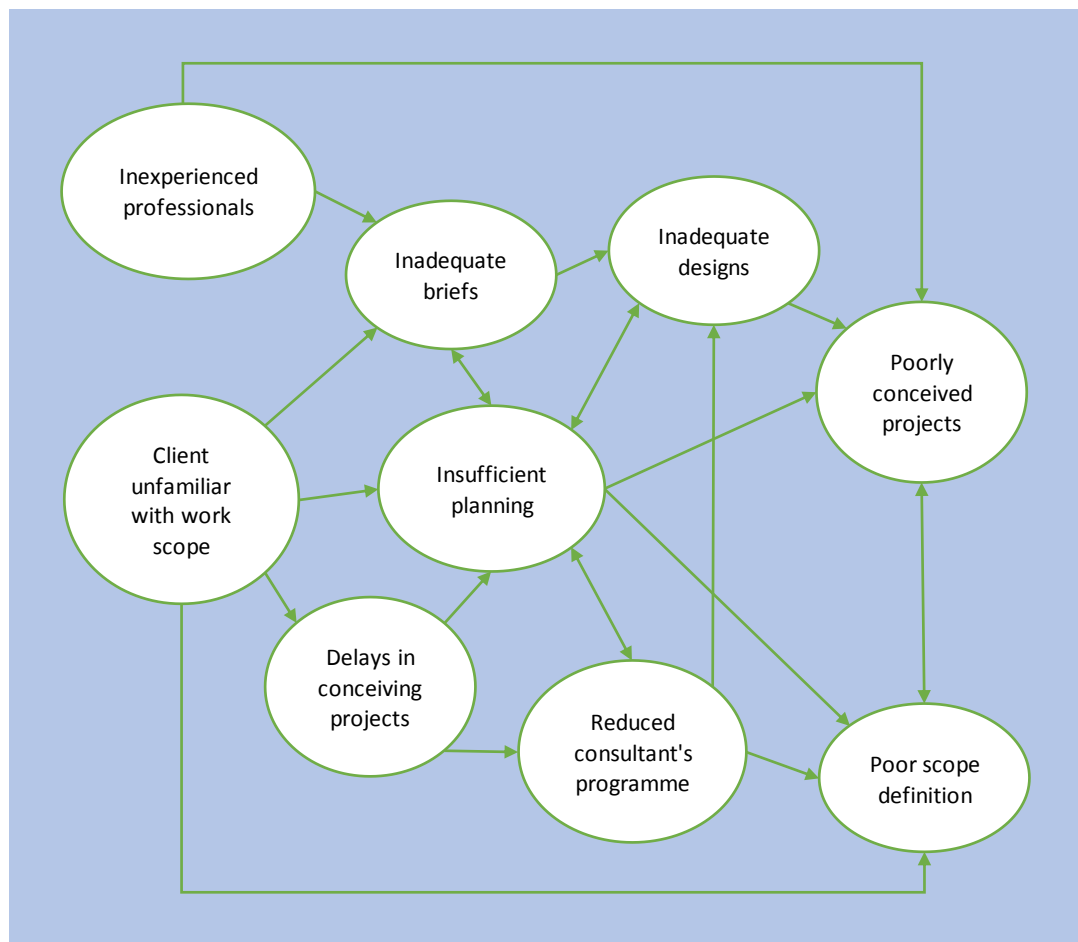 Inexperienced
professionals
Inadequate
briefs
Inadequate
designs
Poorly
conceived
projects
Client
unfamiliar
with work
scope
Insufficient
planning
Delays in
conceiving
projects
Reduced
consultant's
programme
Poor scope
definition